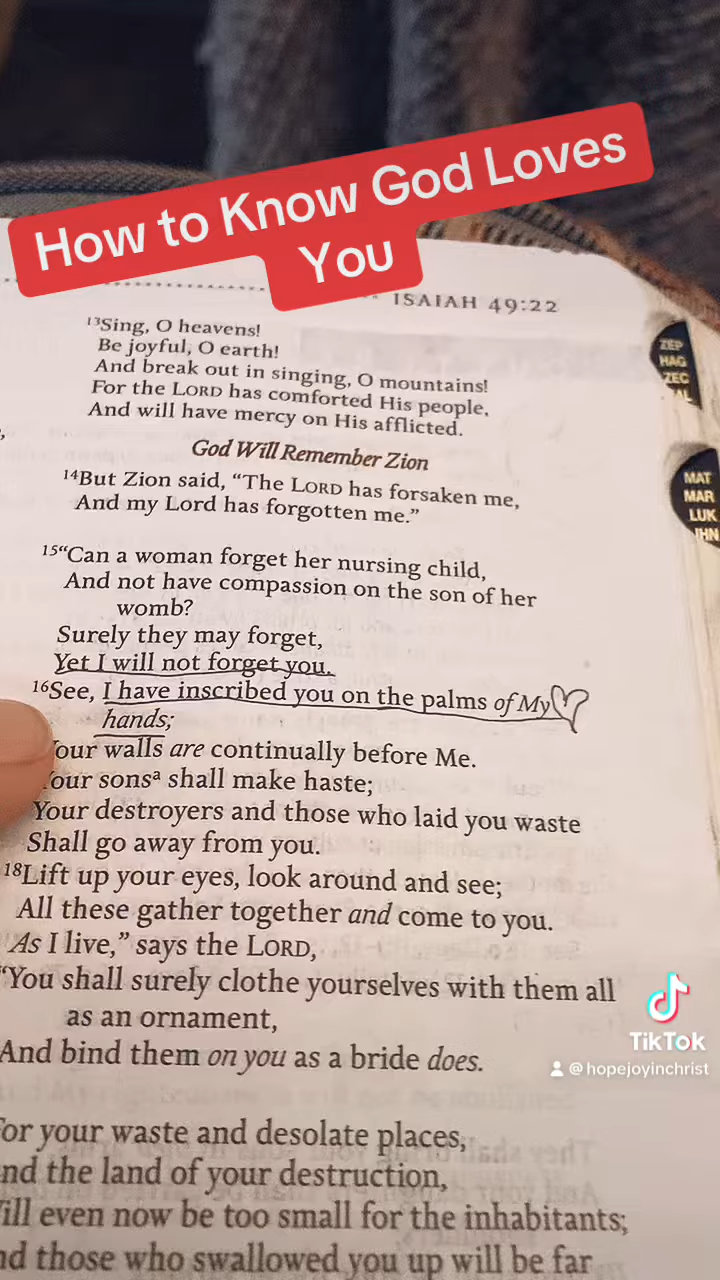 How to Know God Loves
You
ISAIAH 49:22
13Sing, O heavens!
Be joyful, O earth!
And break out in singing, O mountains!
For the LORD has comforted His people,
And will have mercy on His afflicted.
God Will Remember Zion
14But Zion said, “The LORD has forsaken me,
And my Lord has forgotten me.”
15“Can a woman forget her nursing child,
And not have compassion on the son of her
womb?
Surely they may forget,
Yet I will not forget you.
16See, I have inscribed you on the palms of My
hands;
our walls are continually before Me.
our sonsa shall make haste;
Your destroyers and those who laid you waste
Shall go away from you.
18Lift up your eyes, look around and see;
All these gather together and come to you.
As I live,” says the LORD,
“You shall surely clothe yourselves with them all
as an ornament,
And bind them on you as a bride does.
or your waste and desolate places,
nd the land of your destruction,
ill even now be too small for the inhabitants;
nd those who swallowed you up will be far
ZEP
HAG
ZEC
AL
MAT
MAR
LUK
JHN
TikTok
@hopejoyinchrist